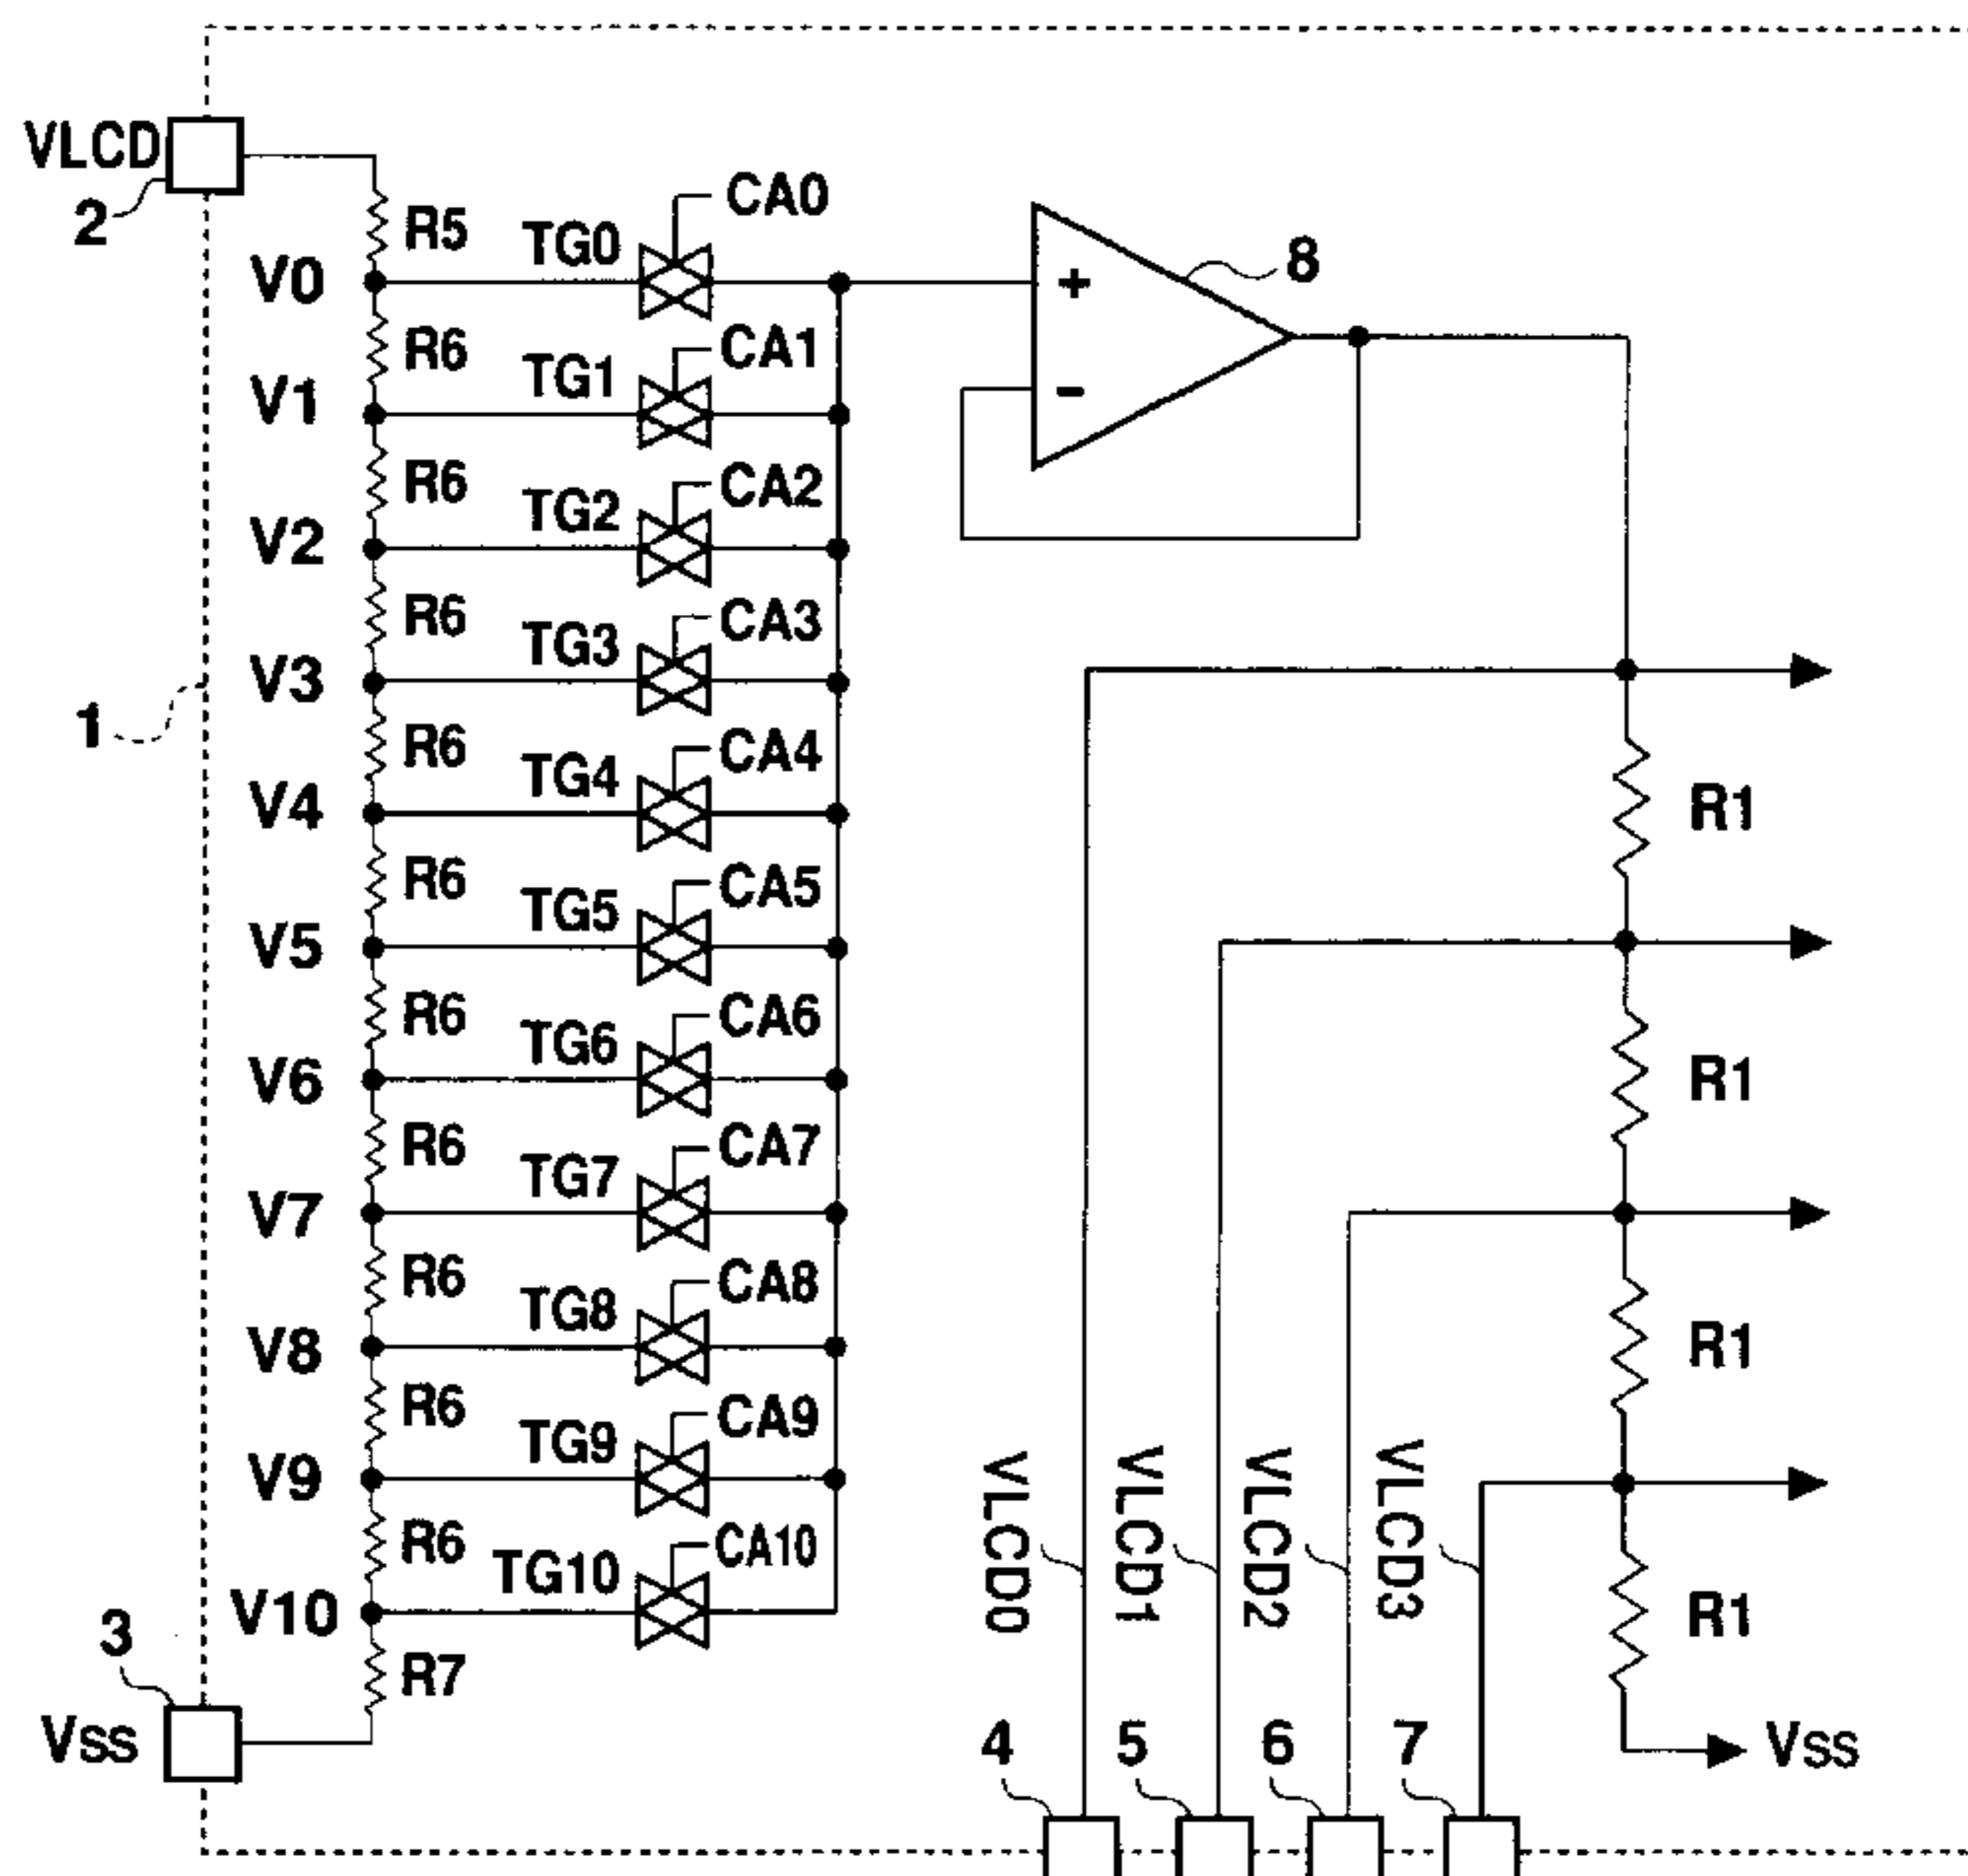 VLCD
2
R5
CA0
TG0
V0
8
+
R6
CA1
TG1
V1
-
R6
CA2
TG2
V2
R6
CA3
TG3
V3
1
R6
CA4
TG4
V4
R1
R6
CA5
TG5
V5
R6
CA6
TG6
V6
R1
R6
CA7
TG7
V7
R6
CA8
TG8
V8
R1
R6
CA9
TG9
V9
R6
CA10
TG10
V10
VLCD0
VLCD1
VLCD2
VLCD3
R1
3
R7
VSS
4
5
6
7
VSS